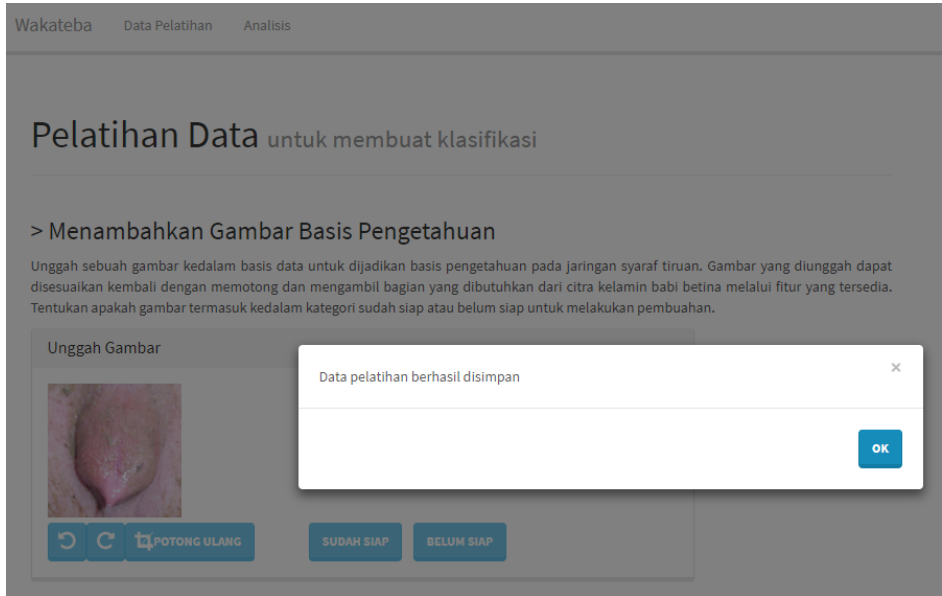 Wakateba Data Pelatihan Analisis
Pelatihan Data untuk membuat klasifikasi
> Menambahkan Gambar Basis Pengetahuan
Unggah sebuah gambar kedalam basis data untuk dijadikan basis pengetahuan pada jaringan syaraf tiruan. Gambar yang diunggah dapat
disesuaikan kembali dengan memotong dan mengambil bagian yang dibutuhkan dari citra kelamin babi betina melalui fitur yang tersedia.
Tentukan apakah gambar termasuk kedalam kategori sudah siap atau belum siap untuk melakukan pembuahan.
Unggah Gambar
Data pelatihan berhasil disimpan
×
OK
POTONG ULANG SUDAH SIAP BELUM SIAP